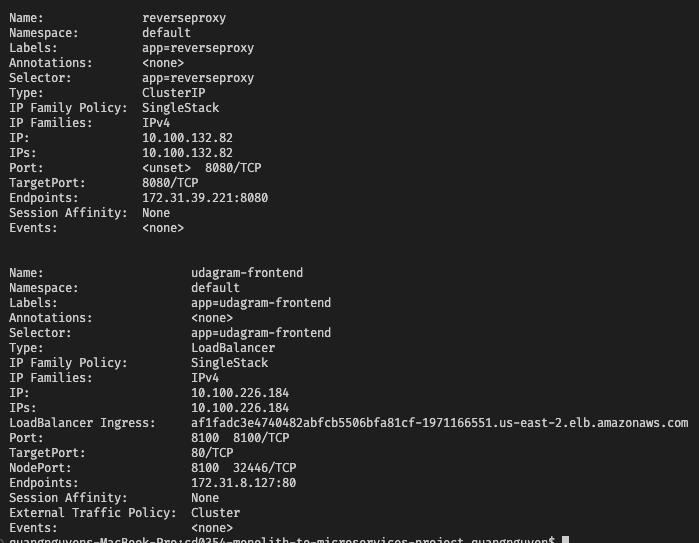 Name: reverseproxy
Namespace: default
Labels: app=reverseproxy
Annotations: <none>
Selector: app=reverseproxy
Type: ClusterIP
IP Family Policy: SingleStack
IP Families: IPv4
IP: 10.100.132.82
IPs: 10.100.132.82
Port: <unset> 8080/TCP
TargetPort: 8080/TCP
Endpoints: 172.31.39.221:8080
Session Affinity: None
Events: <none>
Name: udagram-frontend
Namespace: default
Labels: app=udagram-frontend
Annotations: <none>
Selector: app=udagram-frontend
Type: LoadBalancer
IP Family Policy: SingleStack
IP Families: IPv4
IP: 10.100.226.184
IPs: 10.100.226.184
LoadBalancer Ingress: af1fadc3e4740482abfcb5506bfa81cf-1971166551.us-east-2.elb.amazonaws.com
Port: 8100 8100/TCP
TargetPort: 80/TCP
NodePort: 8100 32446/TCP
Endpoints: 172.31.8.127:80
Session Affinity: None
External Traffic Policy: Cluster
Events: <none>
quangnguyens-MacBook-Pro:cd0354-monolith-to-microservices-project quangnguyen$